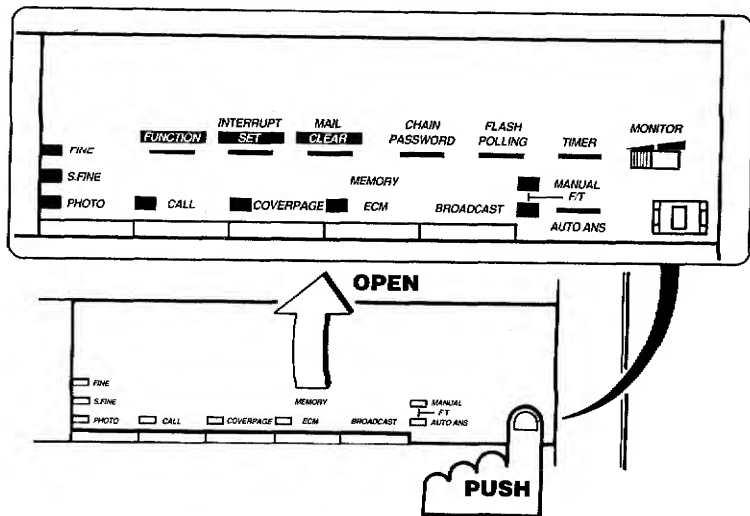 INTERRUPT MAIL CHAIN FLASH MONITOR
FUNCTION SET CLEAR PASSWORD POLLING TIMER
FINE
S.FINE MEMORY MANUAL
F/T
PHOTO CALL COVERPAGE ECM BROADCAST
AUTO ANS
OPEN
FINE
S.FINE MEMORY MANUAL
F/T
PHOTO CALL COVERPAGE ECM BROADCAST AUTO ANS
PUSH